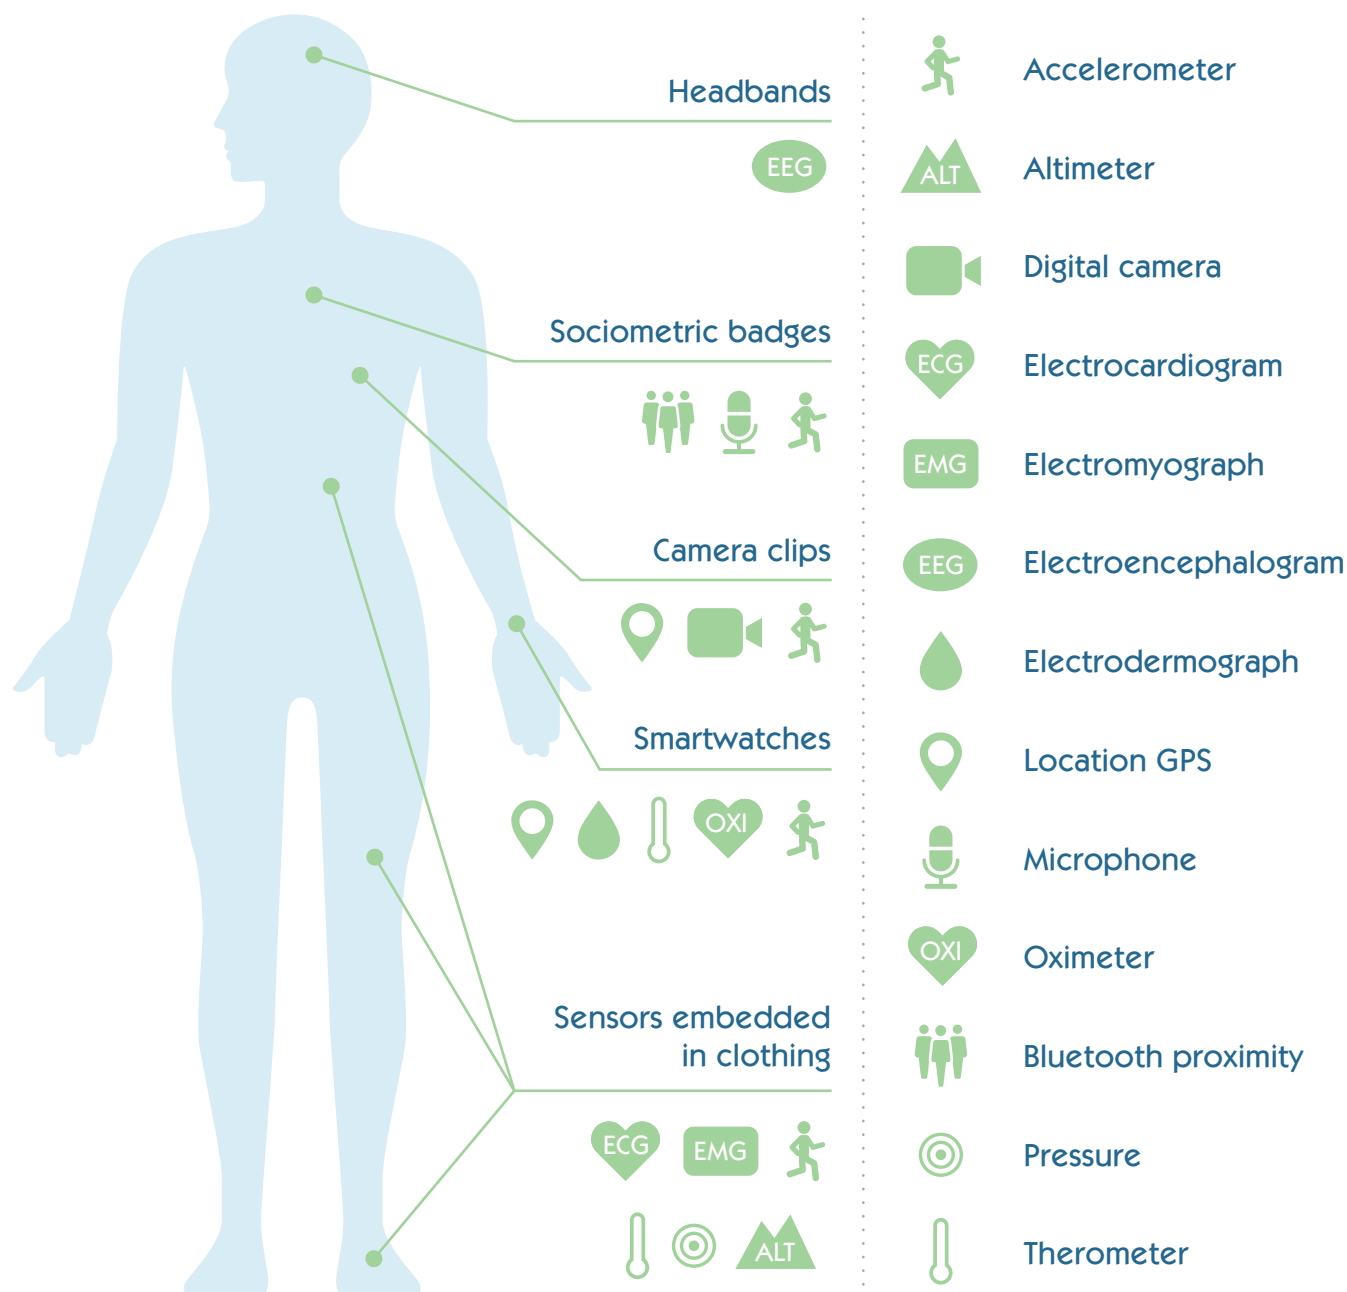 Headbands
EEG
Sociometric badges
Camera clips
Smartwatches
OXI
Sensors embedded
in clothing
ECG
EMG
ALT
Accelerometer
ALT
Altimeter
Digital camera
ECG
Electrocardiogram
EMG
Electromyograph
EEG
Electroencephalogram
Electrodermograph
Location GPS
Microphone
OXI
Oximeter
Bluetooth proximity
Pressure
Therometer